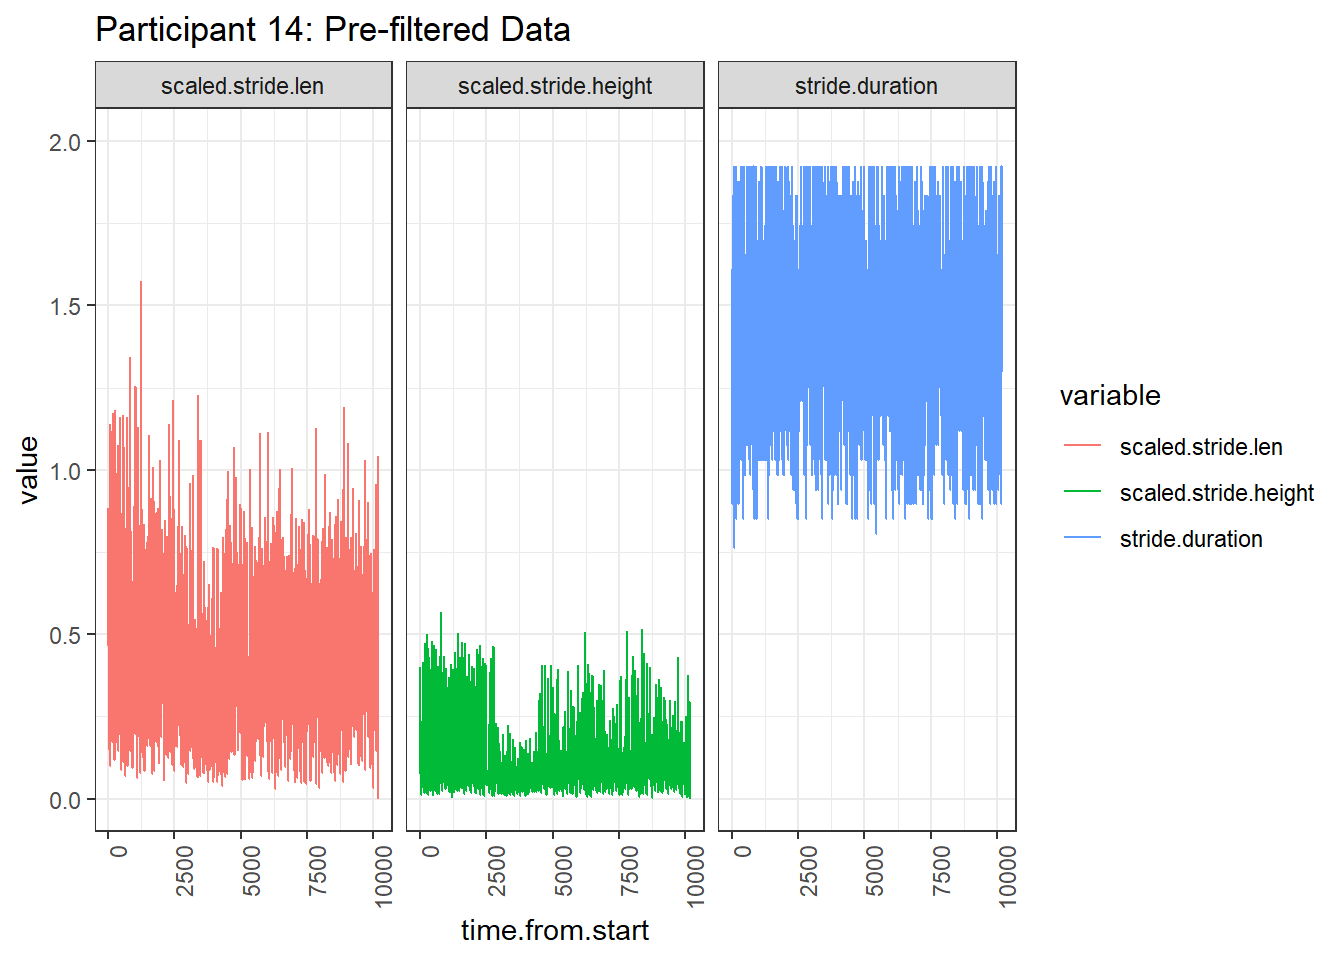 Participant 14: Pre-filtered Data
scaled.stride.len
scaled.stride.height
stride.duration
value
2.0
1.5
1.0
0.5
0.0
0
2500
5000
7500
10000
0
2500
5000
7500
10000
0
2500
5000
7500
10000
time.from.start
variable
scaled.stride.len
scaled.stride.height
stride.duration